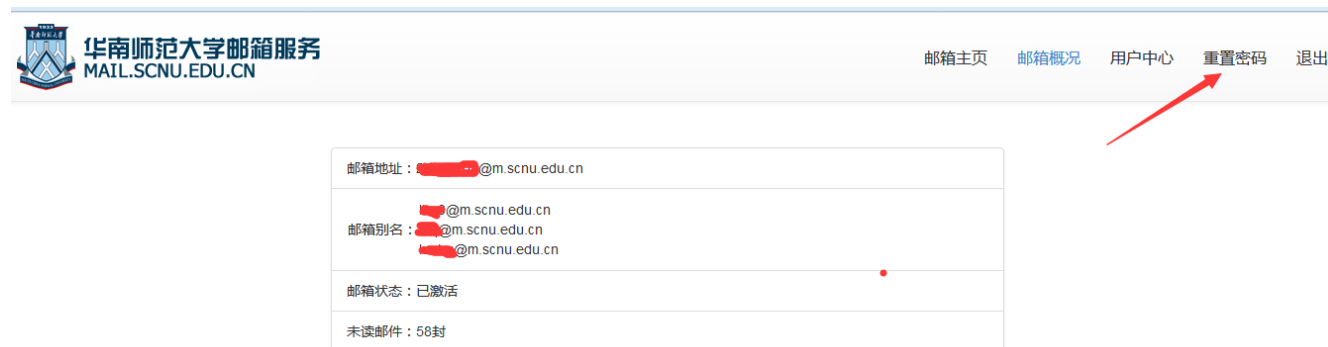 华南师范大学邮箱服务
MAIL.SCNU.EDU.CN
邮箱主页 邮箱概况 用户中心 重置密码 退出
邮箱地址：@m.scnu.edu.cn
@m.scnu.edu.cn
邮箱别名：@m.scnu.edu.cn
@m.scnu.edu.cn
邮箱状态：已激活
未读邮件：58封